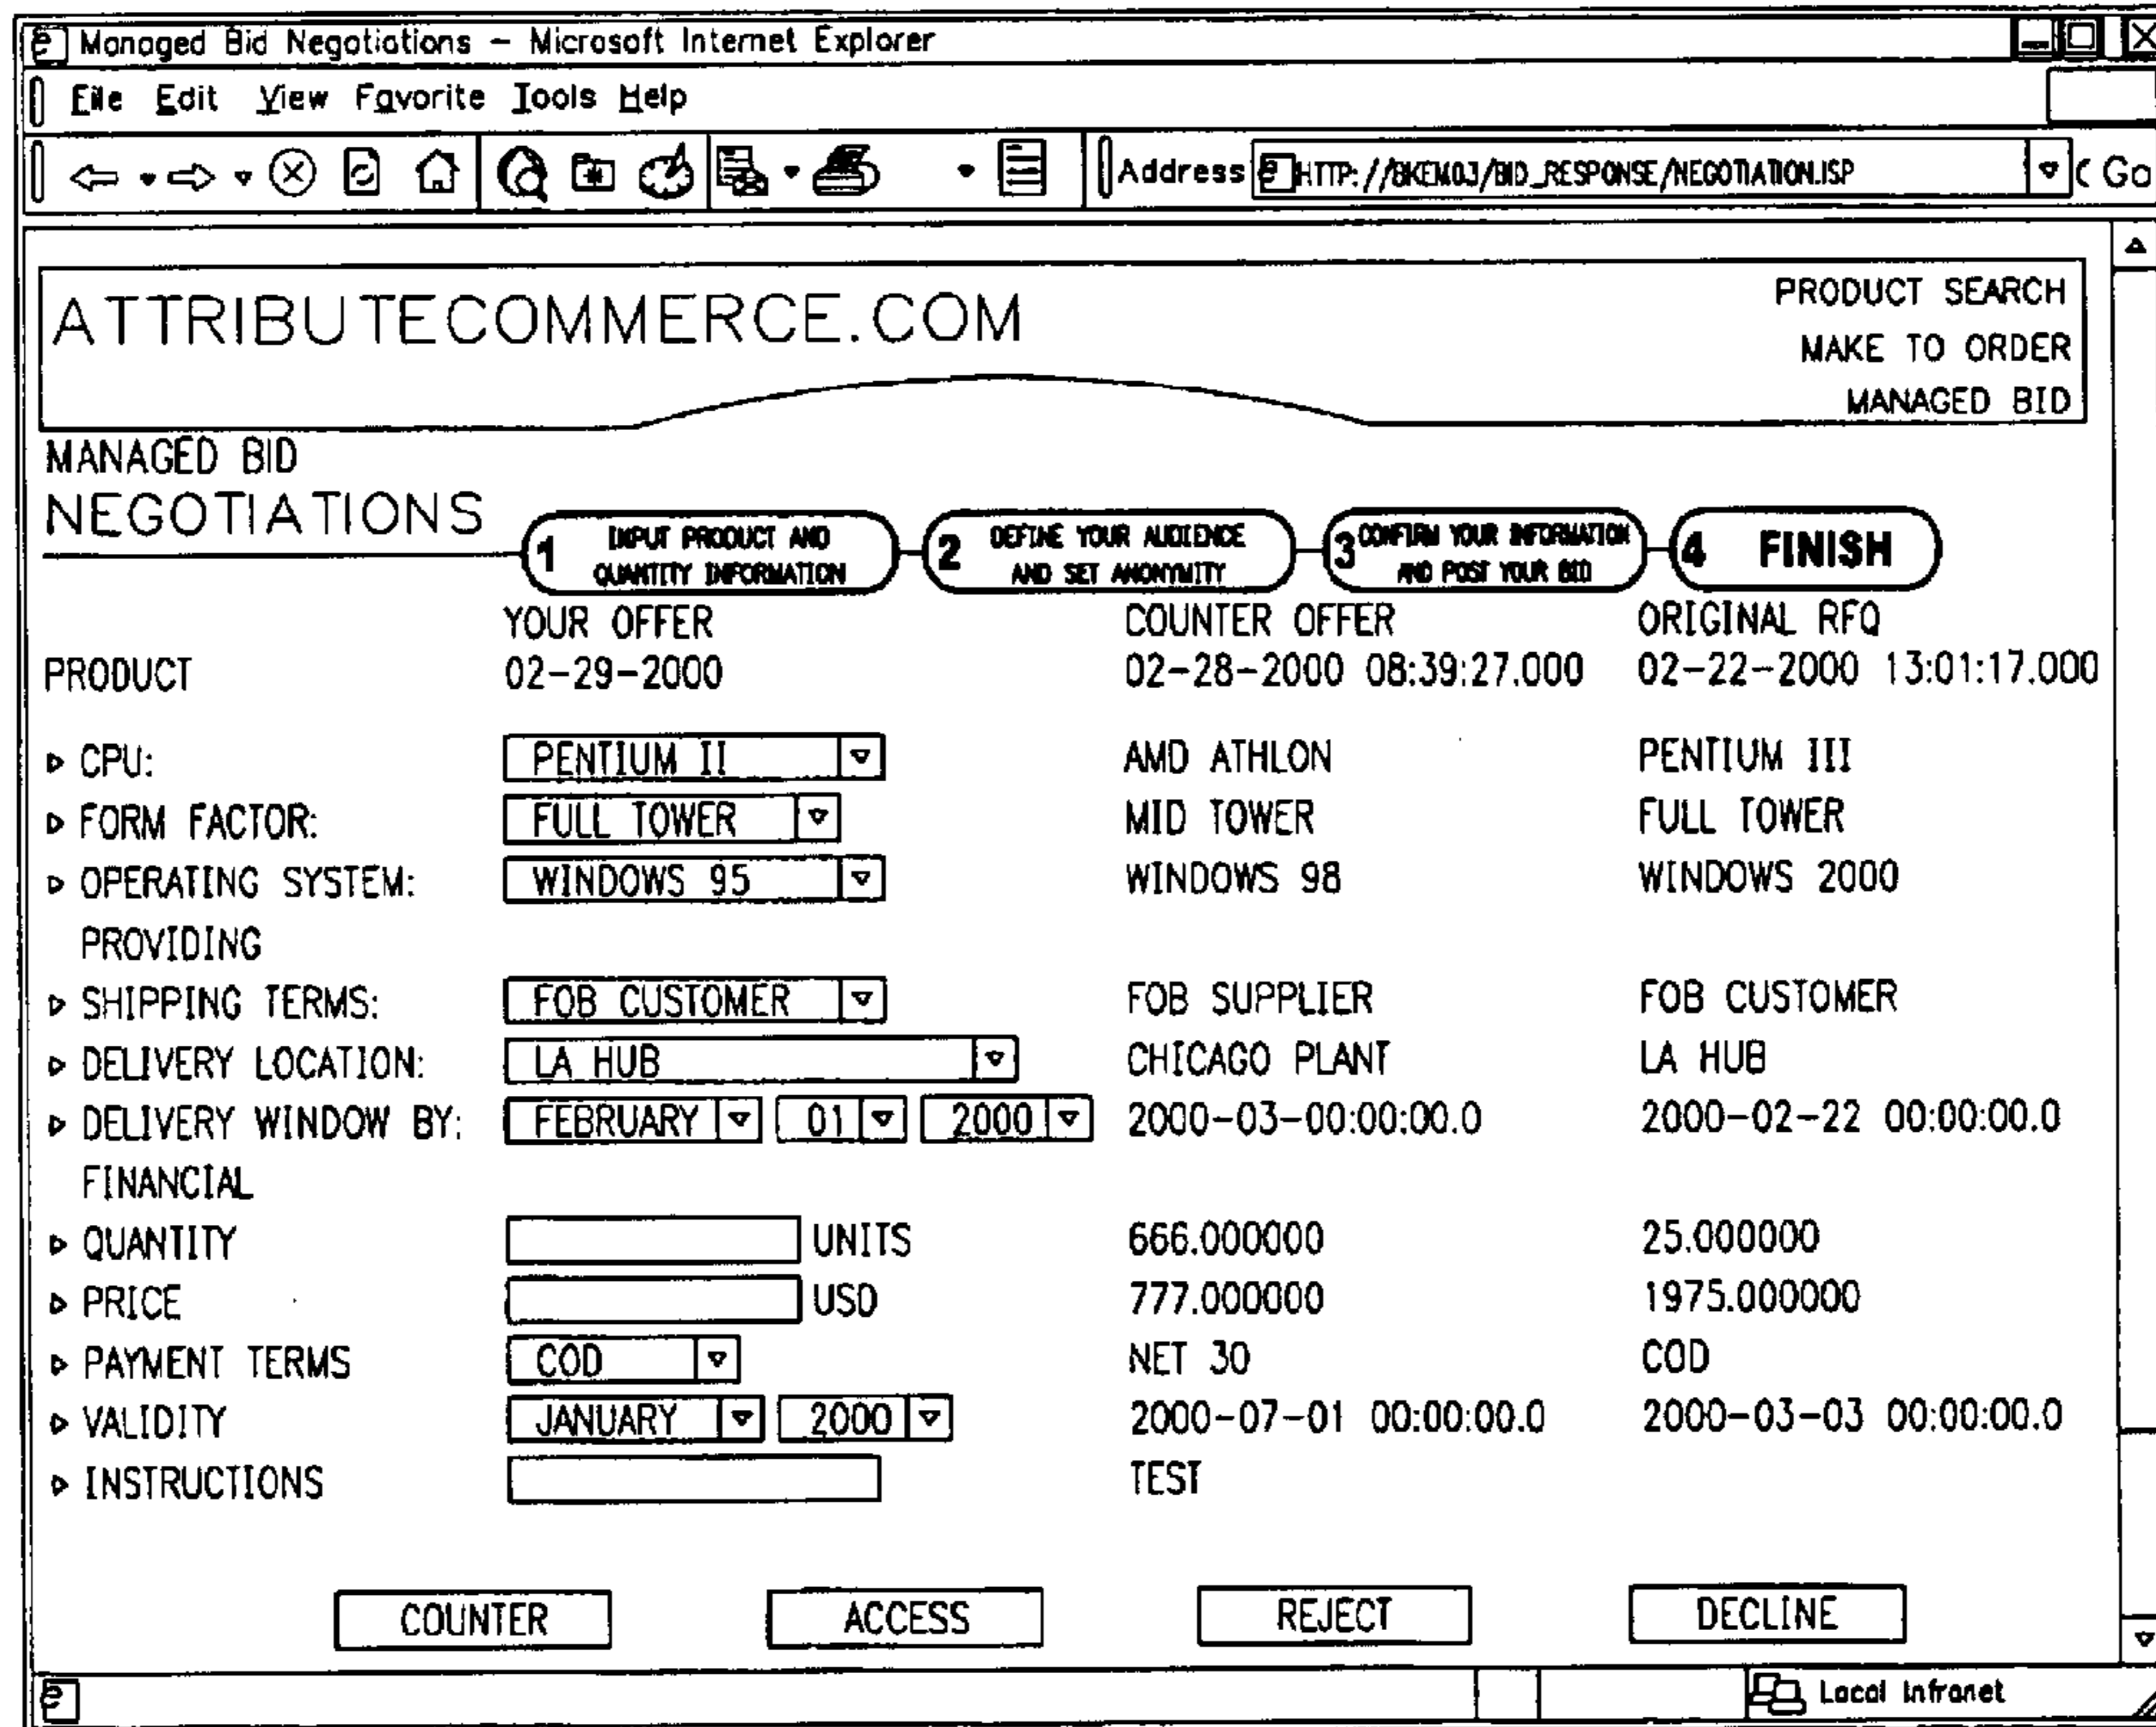 Managed Bid Negotiations – Microsoft Internet Explorer
File Edit View Favorite Tools Help
Address HTTP://BKEMOJ/BID_RESPONSE/NEGOTIATION.JSP Go
ATTRIBUTECOMMERCE.COM
PRODUCT SEARCH
MAKE TO ORDER
MANAGED BID
MANAGED BID
NEGOTIATIONS
1 INPUT PRODUCT AND QUANTITY INFORMATION
2 DEFINE YOUR AUDIENCE AND SET ANONYMITY
3 CONFIRM YOUR INFORMATION AND POST YOUR BID
4 FINISH
YOUR OFFER COUNTER OFFER ORIGINAL RFQ
PRODUCT 02-29-2000 02-28-2000 08:39:27.000 02-22-2000 13:01:17.000
CPU: PENTIUM II AMD ATHLON PENTIUM III
FORM FACTOR: FULL TOWER MID TOWER FULL TOWER
OPERATING SYSTEM: WINDOWS 95 WINDOWS 98 WINDOWS 2000
PROVIDING
SHIPPING TERMS: FOB CUSTOMER FOB SUPPLIER FOB CUSTOMER
DELIVERY LOCATION: LA HUB CHICAGO PLANT LA HUB
DELIVERY WINDOW BY: FEBRUARY 01 2000 2000-03-00:00:00.0 2000-02-22 00:00:00.0
FINANCIAL
QUANTITY UNITS 666.000000 25.000000
PRICE USD 777.000000 1975.000000
PAYMENT TERMS COD NET 30 COD
VALIDITY JANUARY 2000 2000-07-01 00:00:00.0 2000-03-03 00:00:00.0
INSTRUCTIONS TEST
COUNTER ACCESS REJECT DECLINE
Local Infranet